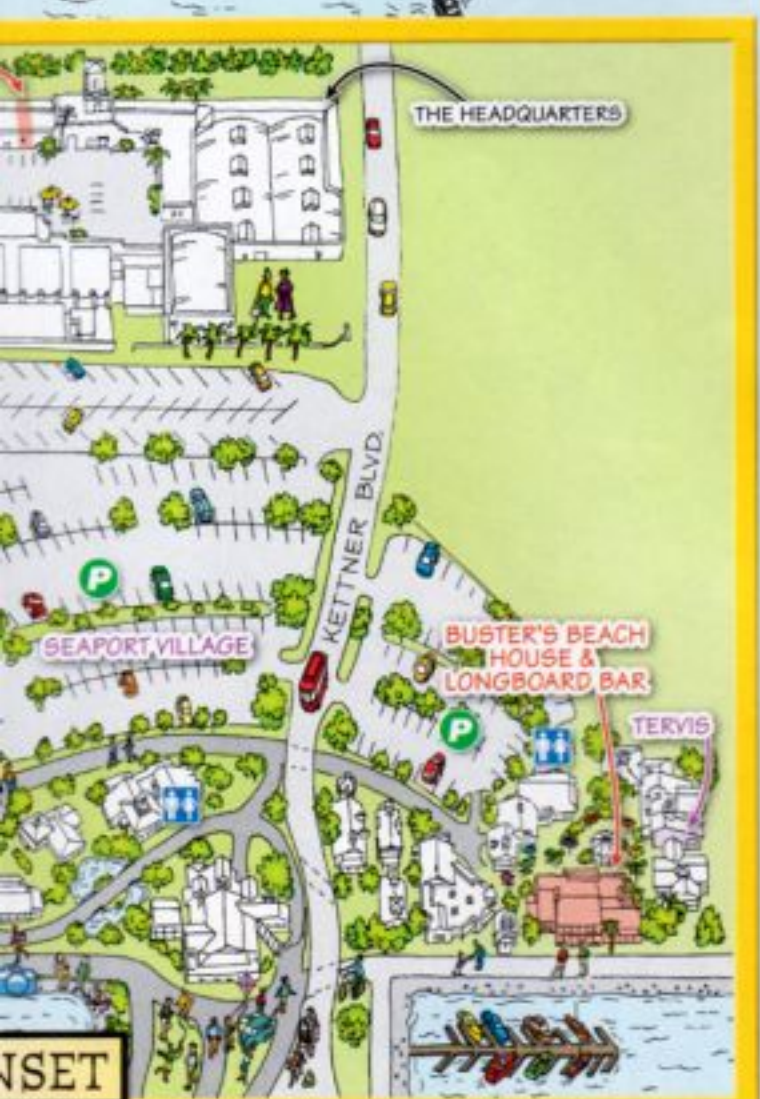 THE HEADQUARTERS
KETTNER BLVD.
P
SEAPORT VILLAGE
BUSTER'S BEACH
HOUSE &
LONGBOARD BAR
P
TERVIS
NSET